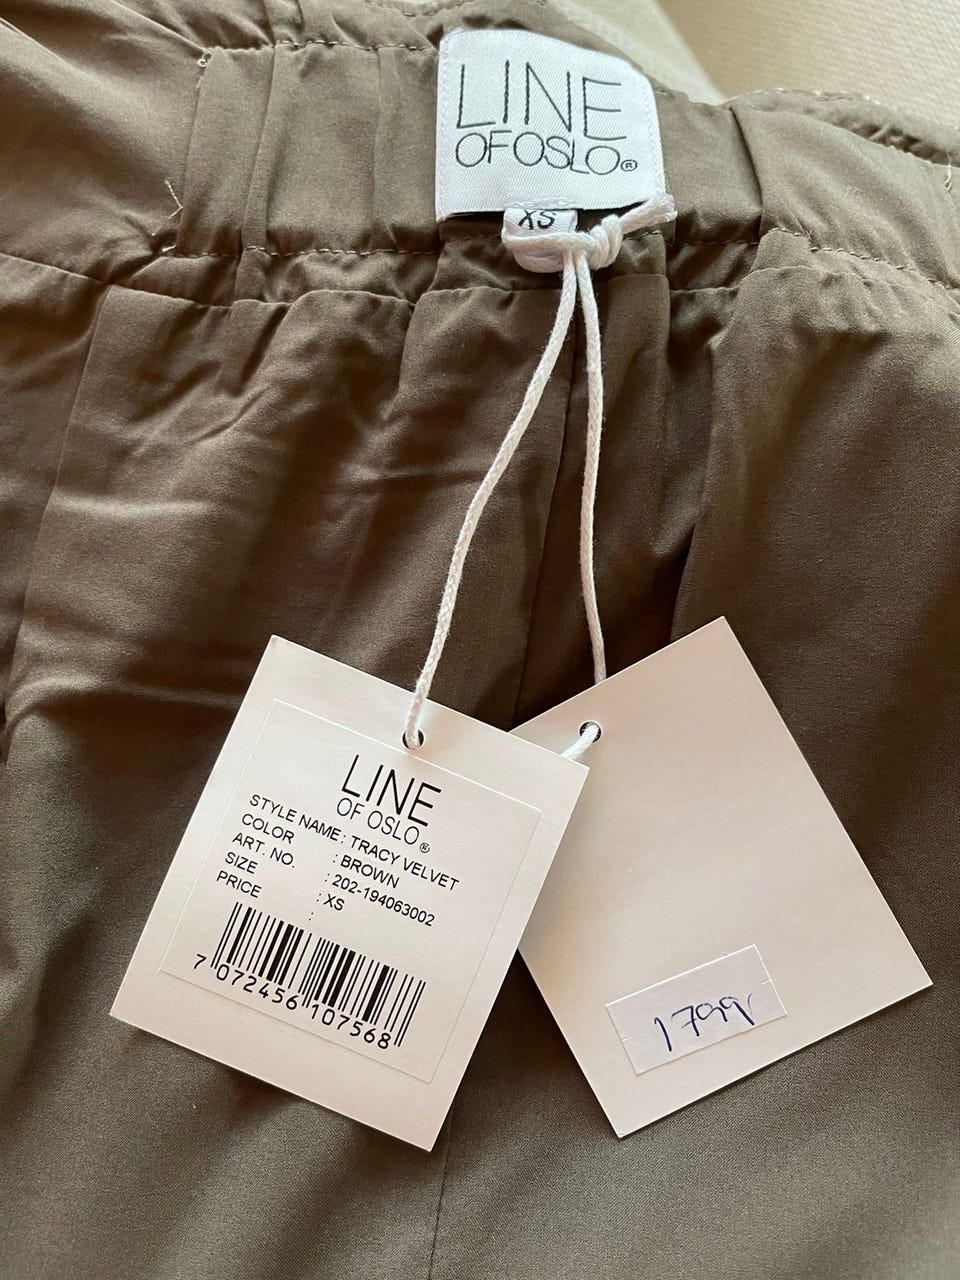 LINE
OF OSLO®
XS
LINE
OF OSLO®
STYLE NAME : TRACY VELVET
COLOR : BROWN
ART. NO. : 202-194063002
SIZE : XS
PRICE :
7 072456 107568
1799